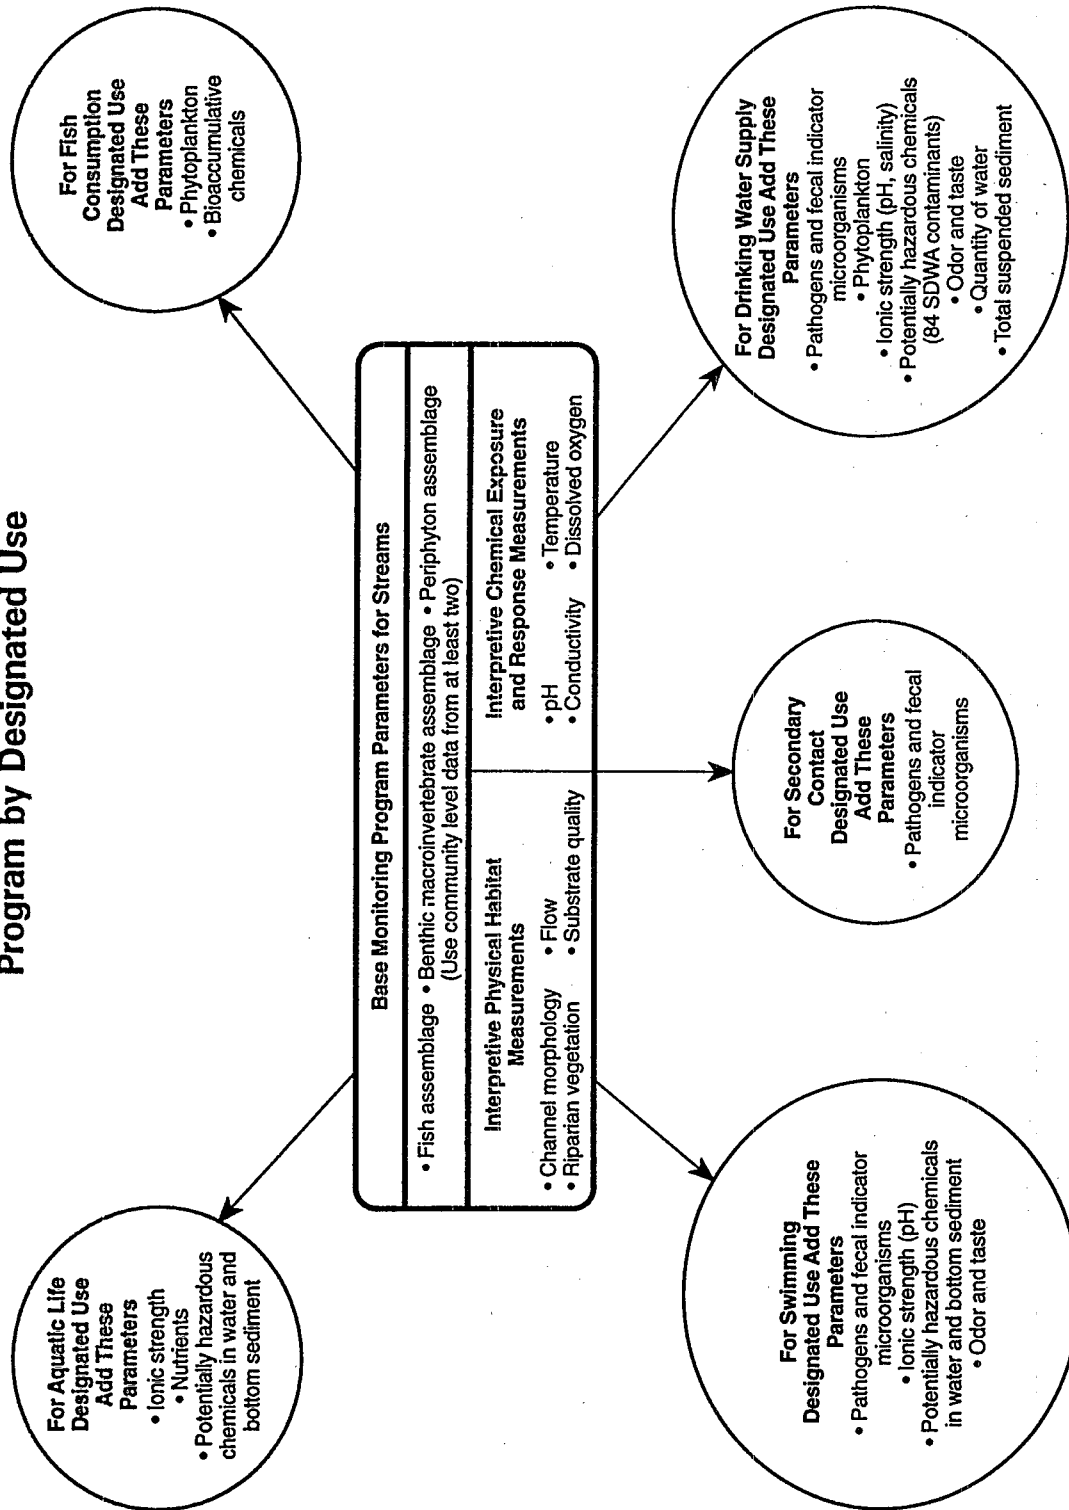 Program by Designated Use
For Aquatic Life
Designated Use
Add These
Parameters
• Ionic strength
• Nutrients
• Potentially hazardous
chemicals in water and
bottom sediment
For Fish
Consumption
Designated Use
Add These
Parameters
• Phytoplankton
• Bioaccumulative
chemicals
Base Monitoring Program Parameters for Streams
• Fish assemblage • Benthic macroinvertebrate assemblage • Periphyton assemblage
(Use community level data from at least two)
Interpretive Physical Habitat
Measurements
• Channel morphology • Flow
• Riparian vegetation • Substrate quality
Interpretive Chemical Exposure
and Response Measurements
• pH • Temperature
• Conductivity • Dissolved oxygen
For Swimming
Designated Use Add These
Parameters
• Pathogens and fecal indicator
microorganisms
• Ionic strength (pH)
• Potentially hazardous chemicals
in water and bottom sediment
• Odor and taste
For Secondary
Contact
Designated Use
Add These
Parameters
• Pathogens and fecal
indicator
microorganisms
For Drinking Water Supply
Designated Use Add These
Parameters
• Pathogens and fecal indicator
microorganisms
• Phytoplankton
• Ionic strength (pH, salinity)
• Potentially hazardous chemicals
(84 SDWA contaminants)
• Odor and taste
• Quantity of water
• Total suspended sediment